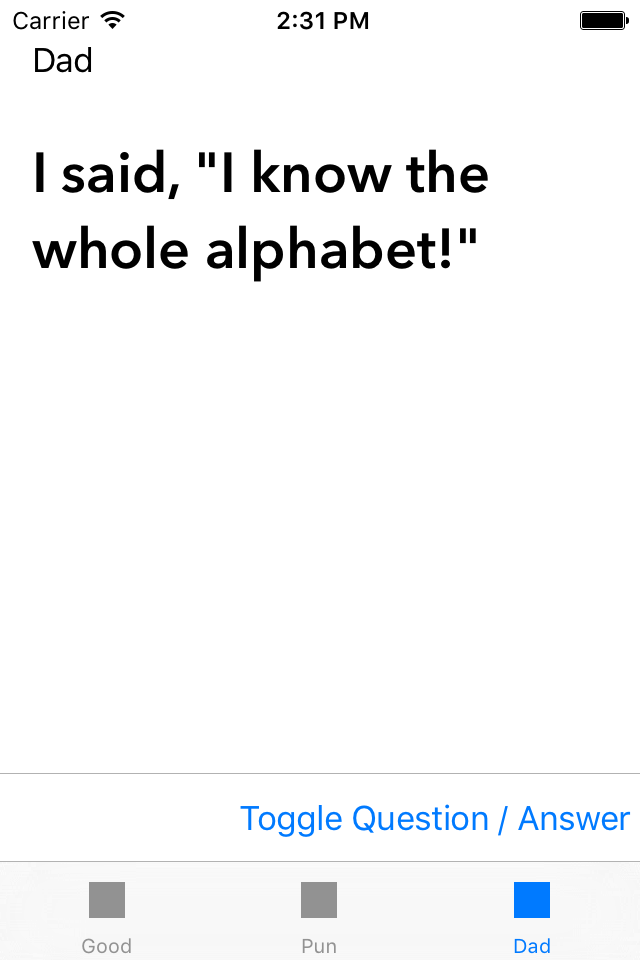 Carrier 2:31 PM
Dad
I said, "I know the
whole alphabet!"
Toggle Question / Answer
Good Pun Dad